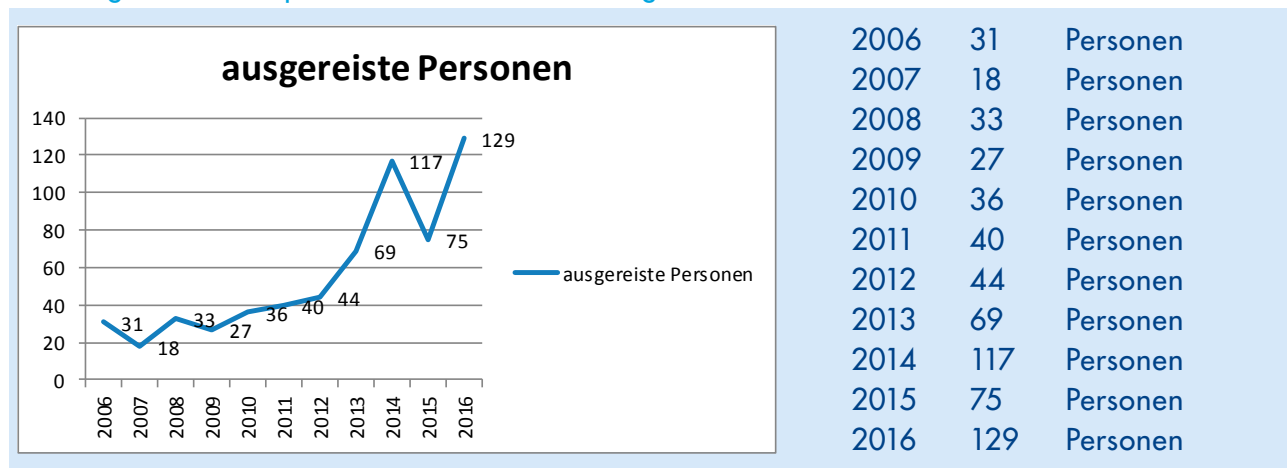 ausgereiste Personen
140
120
100
80
60
40
20
0
31
18
33
27
36
40
44
69
117
75
129
2006
2007
2008
2009
2010
2011
2012
2013
2014
2015
2016
ausgereiste Personen
2006 31 Personen
2007 18 Personen
2008 33 Personen
2009 27 Personen
2010 36 Personen
2011 40 Personen
2012 44 Personen
2013 69 Personen
2014 117 Personen
2015 75 Personen
2016 129 Personen